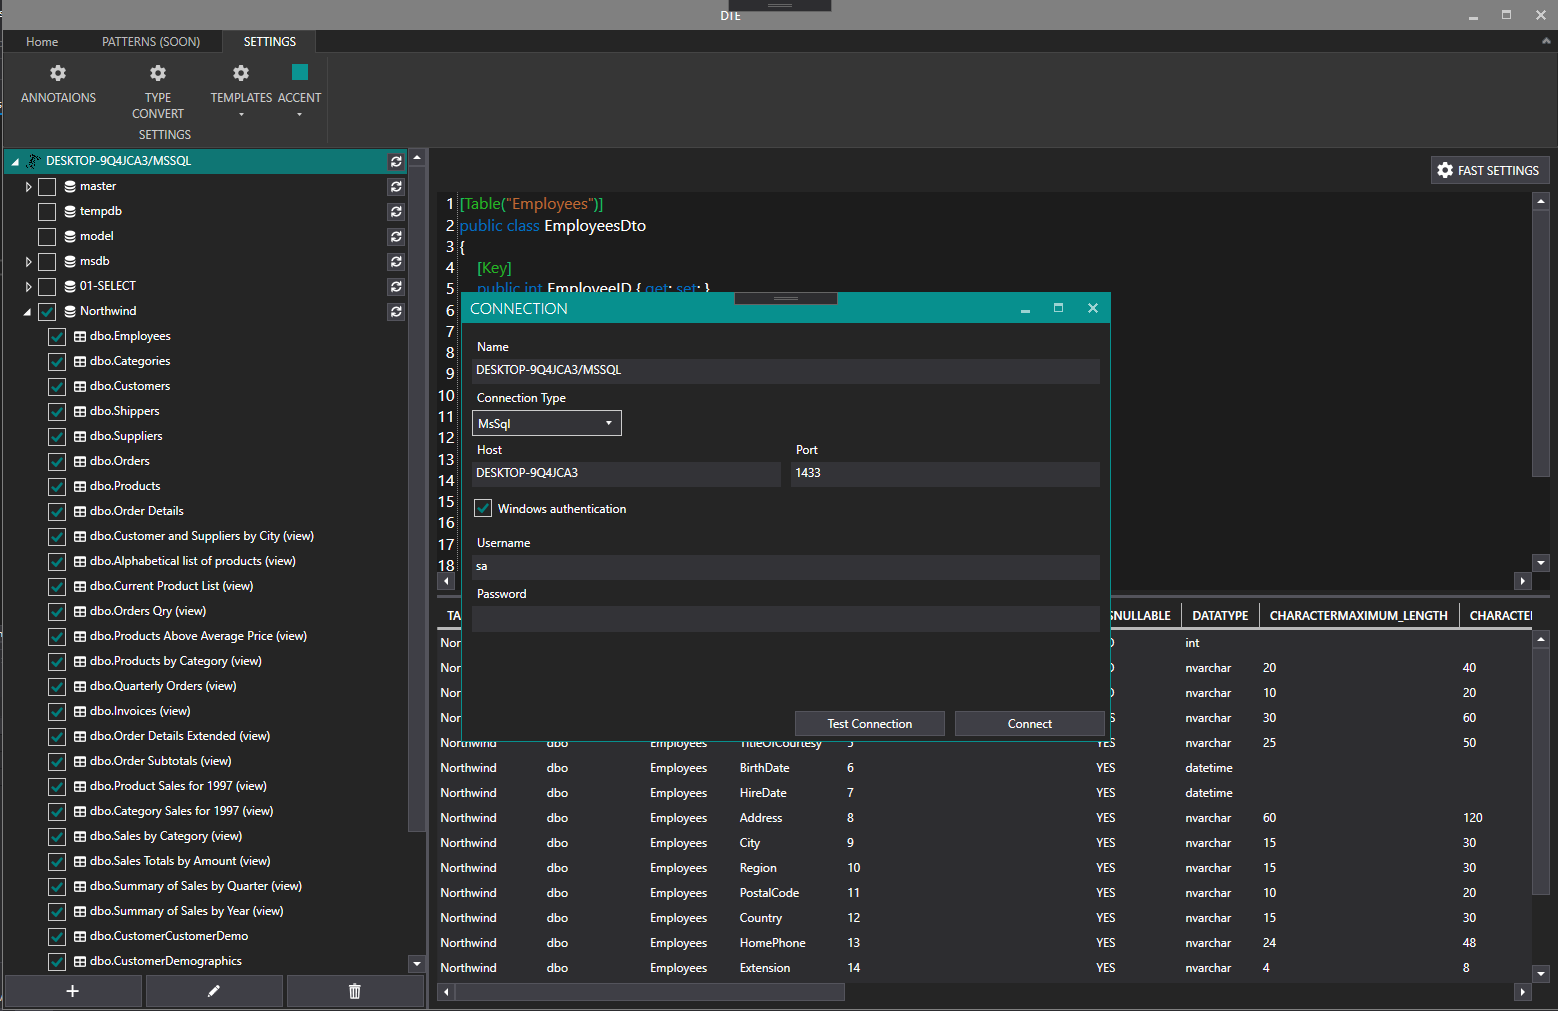 DTE
Home PATTERNS (SOON) SETTINGS
ANNOTAIONS TYPE CONVERT TEMPLATES ACCENT
SETTINGS
DESKTOP-9Q4JCA3/MSSQL
master
tempdb
model
msdb
01-SELECT
Northwind
dbo.Employees
dbo.Categories
dbo.Customers
dbo.Shippers
dbo.Suppliers
dbo.Orders
dbo.Products
dbo.Order Details
dbo.Customer and Suppliers by City (view)
dbo.Alphabetical list of products (view)
dbo.Current Product List (view)
dbo.Orders Qry (view)
dbo.Products Above Average Price (view)
dbo.Products by Category (view)
dbo.Quarterly Orders (view)
dbo.Invoices (view)
dbo.Order Details Extended (view)
dbo.Order Subtotals (view)
dbo.Product Sales for 1997 (view)
dbo.Category Sales for 1997 (view)
dbo.Sales by Category (view)
dbo.Sales Totals by Amount (view)
dbo.Summary of Sales by Quarter (view)
dbo.Summary of Sales by Year (view)
dbo.CustomerCustomerDemo
dbo.CustomerDemographics
FAST SETTINGS
1 [Table("Employees")]
2 public class EmployeesDto
3 {
4 [Key]
5 public int EmployeeID { get; set; }
6
7
8
9
10
11
12
13
14
15
16
17
18
CONNECTION
Name
DESKTOP-9Q4JCA3/MSSQL
Connection Type
MsSql
Host Port
DESKTOP-9Q4JCA3 1433
Windows authentication
Username
sa
Password
Test Connection Connect
TA SNULLABLE DATATYPE CHARACTERMAXIMUM_LENGTH CHARACTE
Nor int
Nor nvarchar 20 40
Nor nvarchar 10 20
Nor nvarchar 30 60
Northwind dbo Employees TitleOfCourtesy 5 YES nvarchar 25 50
Northwind dbo Employees BirthDate 6 YES datetime
Northwind dbo Employees HireDate 7 YES datetime
Northwind dbo Employees Address 8 YES nvarchar 60 120
Northwind dbo Employees City 9 YES nvarchar 15 30
Northwind dbo Employees Region 10 YES nvarchar 15 30
Northwind dbo Employees PostalCode 11 YES nvarchar 10 20
Northwind dbo Employees Country 12 YES nvarchar 15 30
Northwind dbo Employees HomePhone 13 YES nvarchar 24 48
Northwind dbo Employees Extension 14 YES nvarchar 4 8